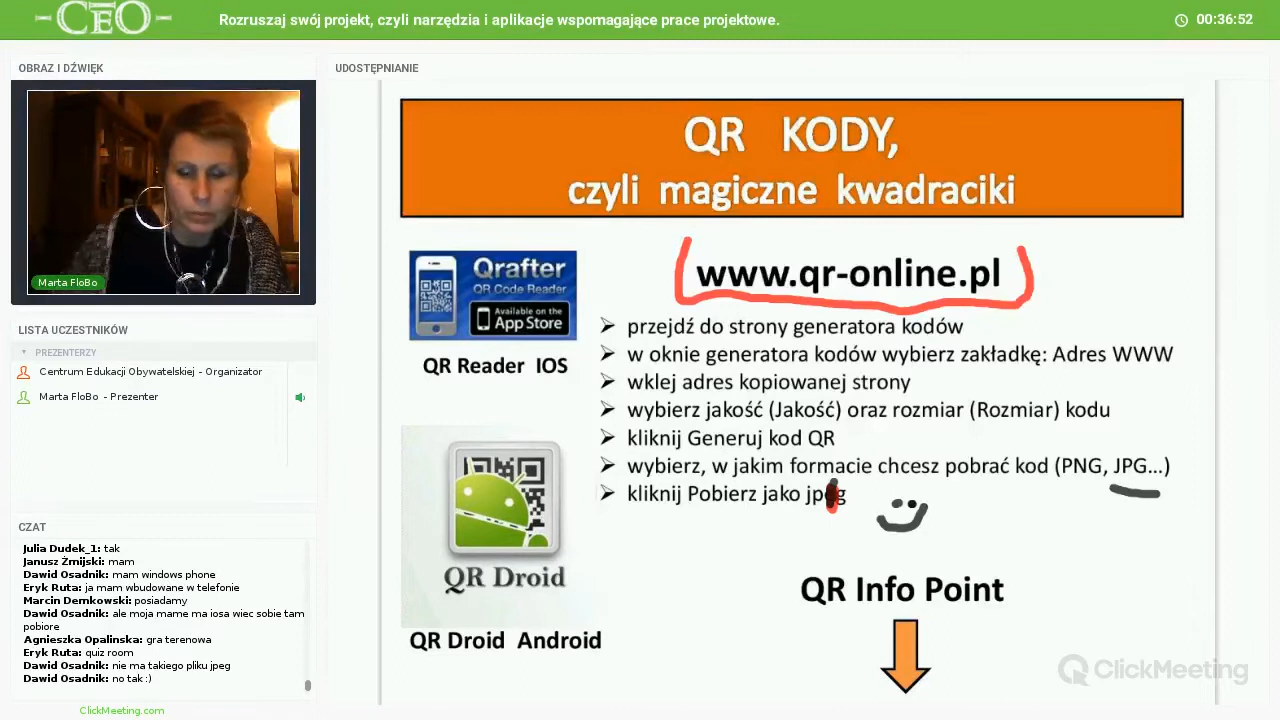 CEO
Rozruszaj swój projekt, czyli narzędzia i aplikacje wspomagające prace projektowe.
00:36:52
OBRAZ I DŹWIĘK
Marta FloBo
LISTA UCZESTNIKÓW
PREZENTERZY
Centrum Edukacji Obywatelskiej - Organizator
Marta FloBo - Prezenter
CZAT
Julia Dudek_1: tak
Janusz Żmijski: mam
Dawid Osadnik: mam windows phone
Eryk Ruta: ja mam wbudowane w telefonie
Marcin Demkowski: posiadamy
Dawid Osadnik: ale moja mame ma iosa wiec sobie tam
pobiore
Agnieszka Opalinska: gra terenowa
Eryk Ruta: quiz room
Dawid Osadnik: nie ma takiego pliku jpeg
Dawid Osadnik: no tak :)
ClickMeeting.com
UDOSTĘPNIANIE
QR KODY,
czyli magiczne kwadraciki
Qrafter
QR Code Reader
Available on the
App Store
QR Reader IOS
QR Droid
QR Droid Android
www.qr-online.pl
przejdź do strony generatora kodów
w oknie generatora kodów wybierz zakładkę: Adres WWW
wklej adres kopiowanej strony
wybierz jakość (Jakość) oraz rozmiar (Rozmiar) kodu
kliknij Generuj kod QR
wybierz, w jakim formacie chcesz pobrać kod (PNG, JPG...)
kliknij Pobierz jako jpeg
QR Info Point
ClickMeeting